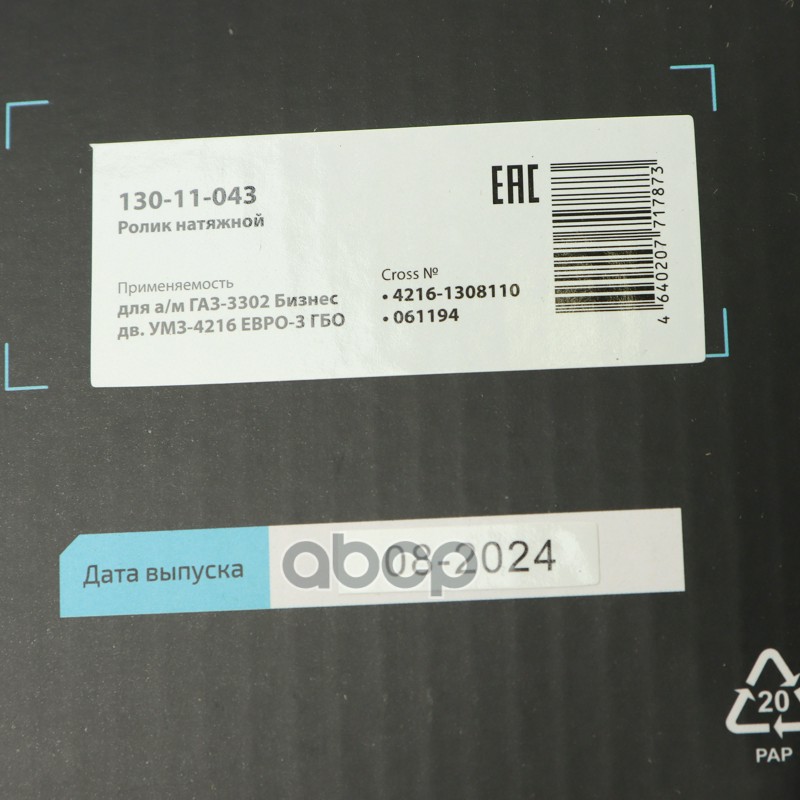 130-11-043
Ролик натяжной
Применяемость
для а/м ГАЗ-3302 Бизнес
дв. УМЗ-4216 ЕВРО-3 ГБО
Cross №
• 4216-1308110
• 061194
EAC
4 640207 717873
Дата выпуска
08-2024
авор
20
PAP